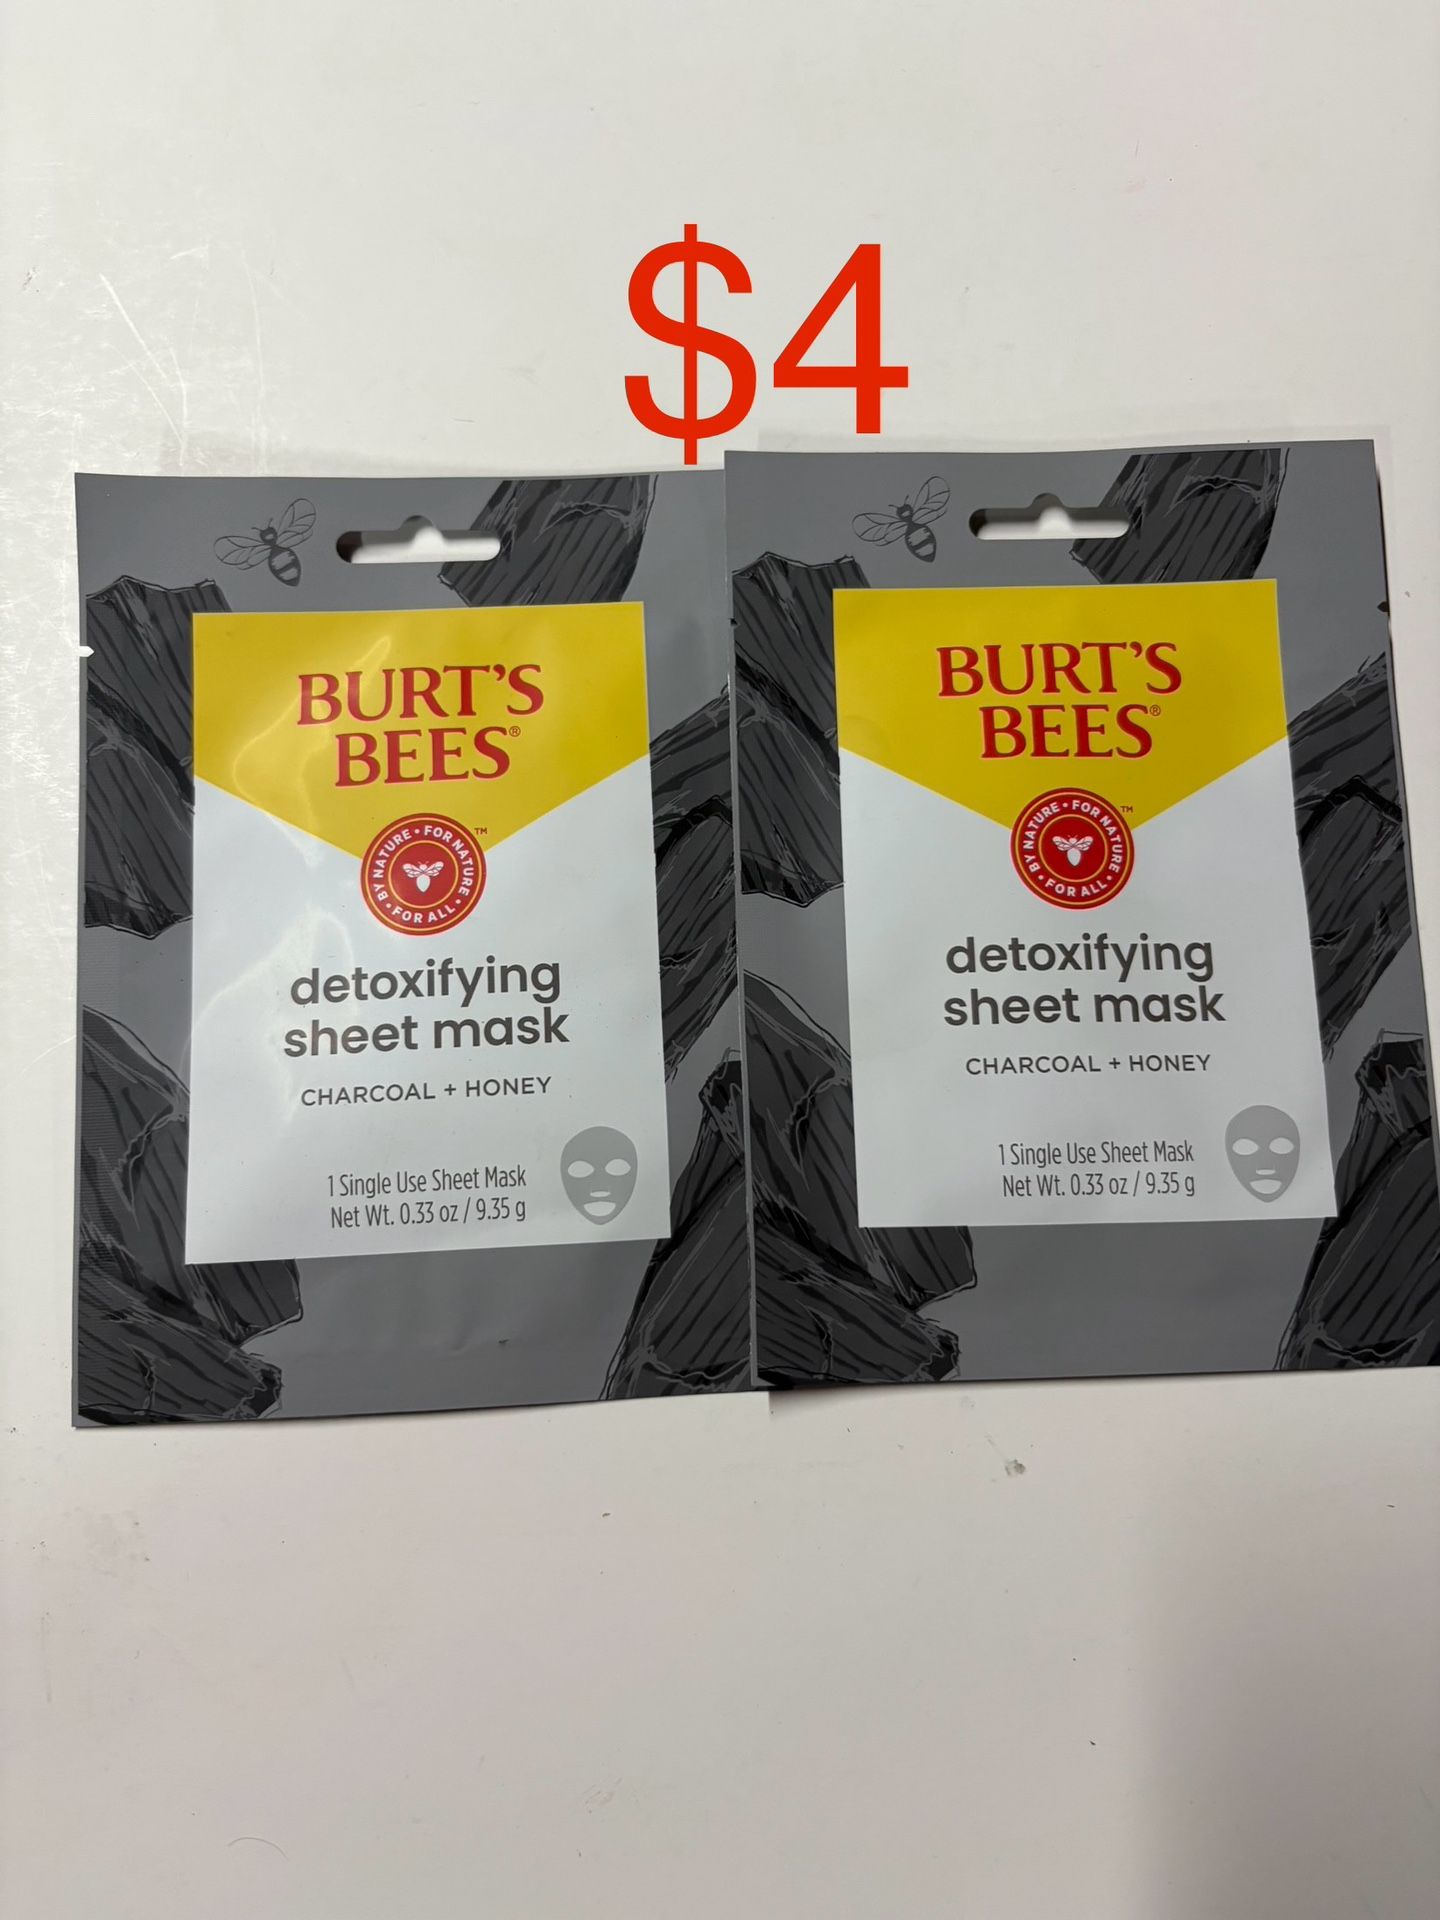 $4
BURT'S
BEES®
BY NATURE • FOR NATURE • FOR ALL •
TM
detoxifying
sheet mask
CHARCOAL + HONEY
1 Single Use Sheet Mask
Net Wt. 0.33 oz / 9.35 g
BURT'S
BEES®
BY NATURE • FOR NATURE • FOR ALL •
TM
detoxifying
sheet mask
CHARCOAL + HONEY
1 Single Use Sheet Mask
Net Wt. 0.33 oz / 9.35 g